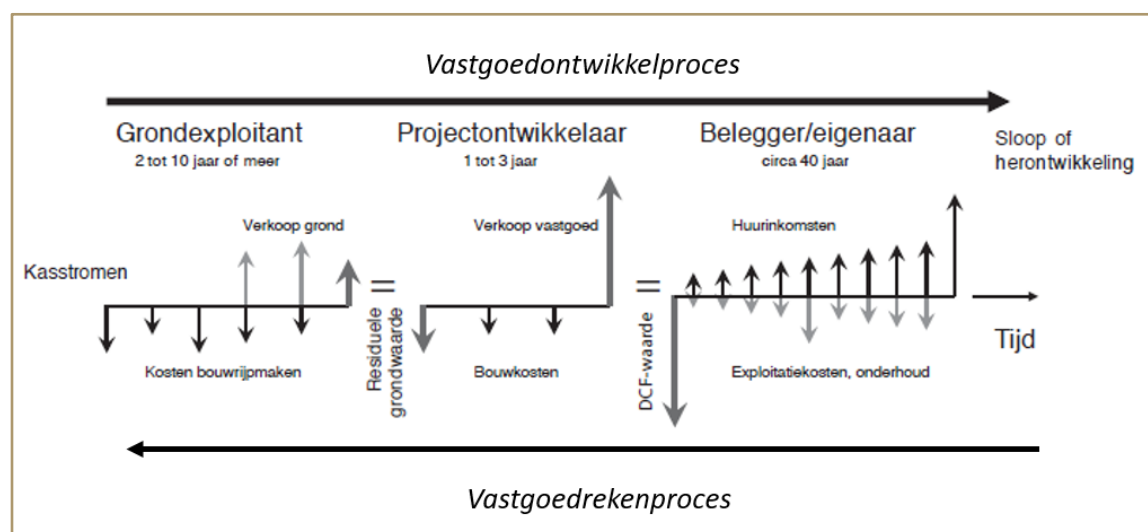 Vastgoedontwikkelproces
Grondexploitant
2 tot 10 jaar of meer
Projectontwikkelaar
1 tot 3 jaar
Belegger/eigenaar
circa 40 jaar
Sloop of
herontwikkeling
Verkoop grond
Verkoop vastgoed
Huurinkomsten
Kasstromen
=
=
Residuele
grondwaarde
DCF-waarde
Tijd
Kosten bouwrijpmaken
Bouwkosten
Exploitatiekosten, onderhoud
Vastgoedrekenproces